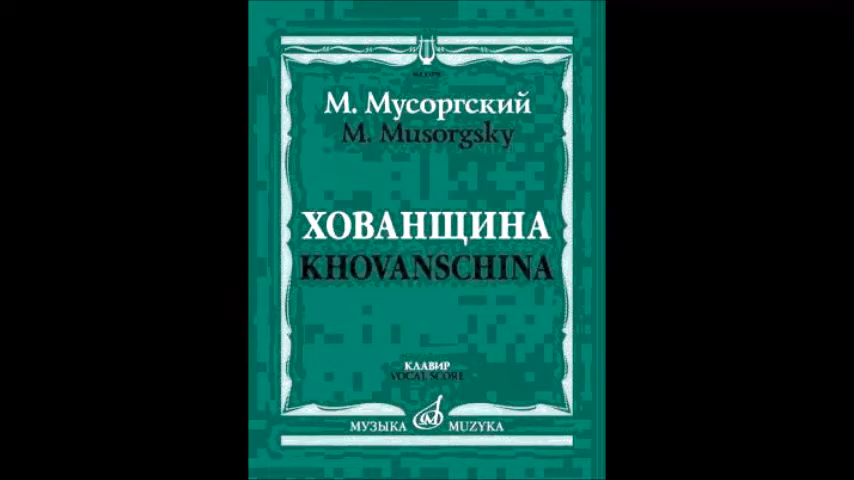 М. Мусоргский
M. Musorgsky
ХОВАНЩИНА
KHOVANSCHINA
КЛАВИР
VOCAL SCORE
МУЗЫКА MUZYKA